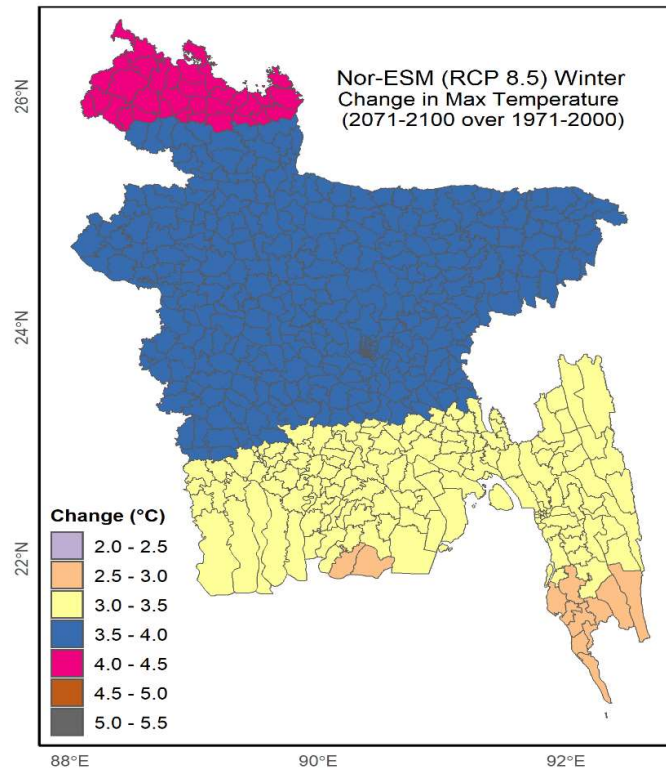 Nor-ESM (RCP 8.5) Winter
Change in Max Temperature
(2071-2100 over 1971-2000)
26°N
24°N
22°N
Change (°C)
2.0 - 2.5
2.5 - 3.0
3.0 - 3.5
3.5 - 4.0
4.0 - 4.5
4.5 - 5.0
5.0 - 5.5
88°E
90°E
92°E